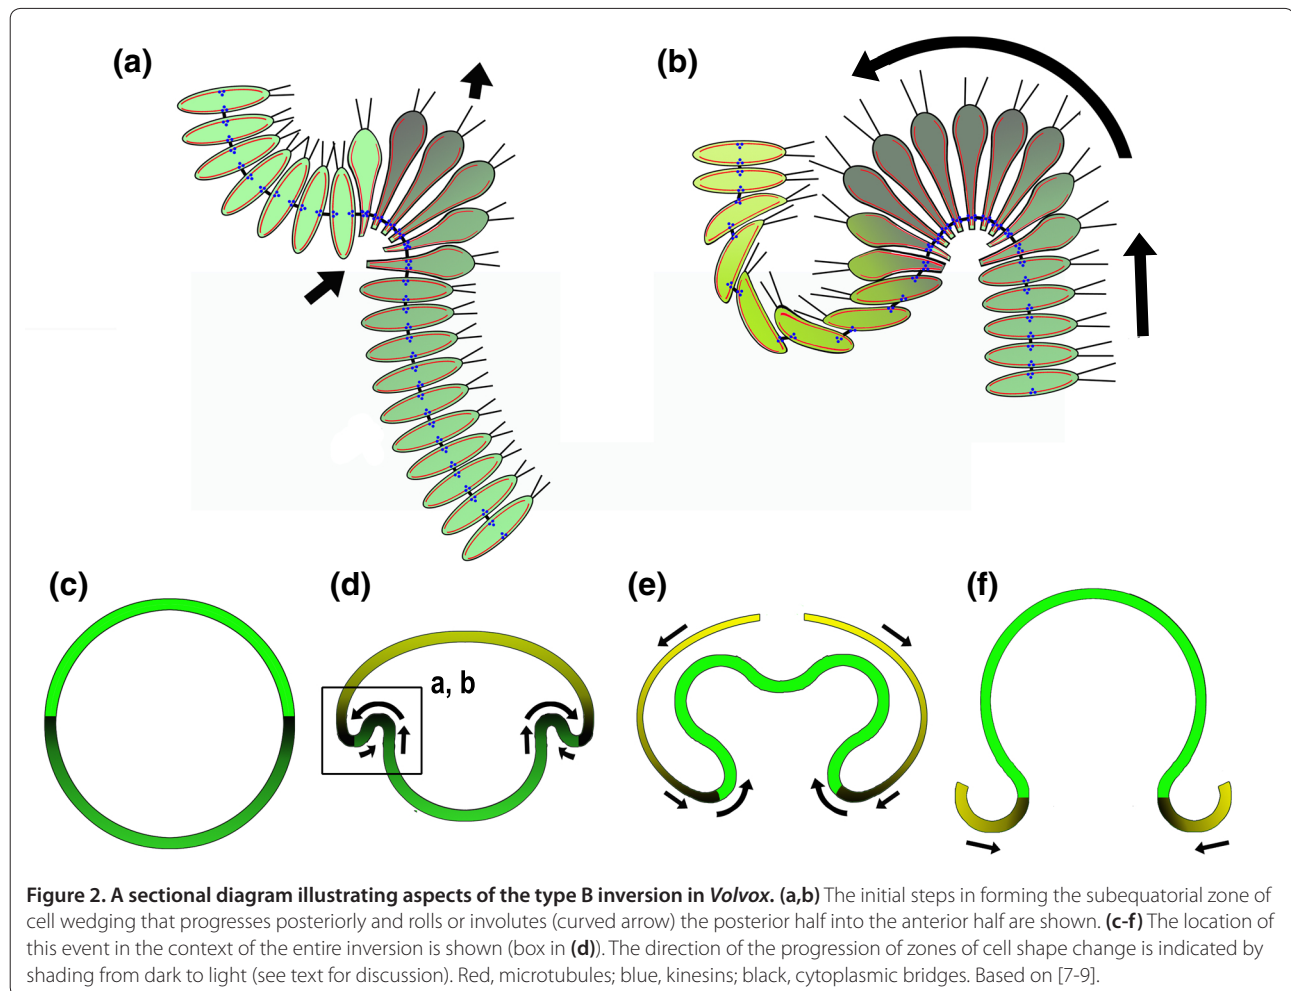 (a)
(b)
(c)
(d)
(e)
(f)
a, b
Figure 2. A sectional diagram illustrating aspects of the type B inversion in Volvox. (a,b) The initial steps in forming the subequatorial zone of
cell wedging that progresses posteriorly and rolls or involutes (curved arrow) the posterior half into the anterior half are shown. (c-f) The location of
this event in the context of the entire inversion is shown (box in (d)). The direction of the progression of zones of cell shape change is indicated by
shading from dark to light (see text for discussion). Red, microtubules; blue, kinesins; black, cytoplasmic bridges. Based on [7-9].